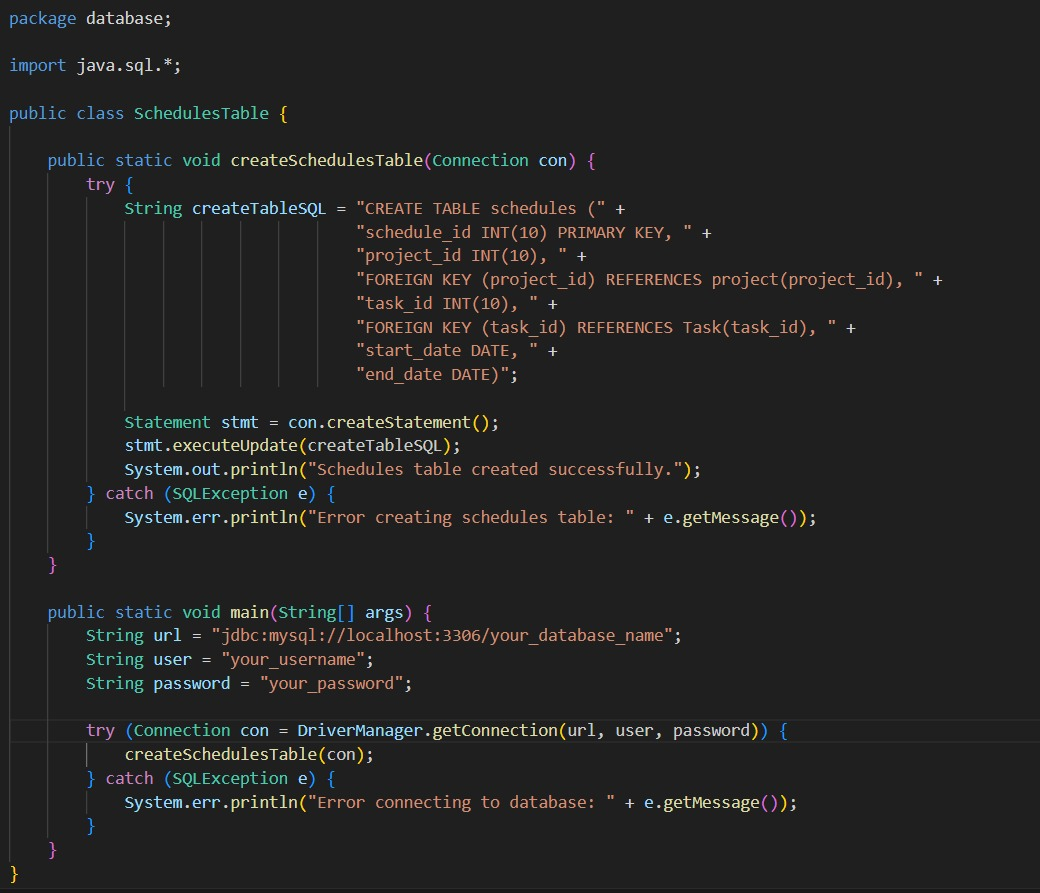 package database;
import java.sql.*;
public class SchedulesTable {
public static void createSchedulesTable(Connection con) {
try {
String createTableSQL = "CREATE TABLE schedules (" +
"schedule_id INT(10) PRIMARY KEY, " +
"project_id INT(10), " +
"FOREIGN KEY (project_id) REFERENCES project(project_id), " +
"task_id INT(10), " +
"FOREIGN KEY (task_id) REFERENCES Task(task_id), " +
"start_date DATE, " +
"end_date DATE)";
Statement stmt = con.createStatement();
stmt.executeUpdate(createTableSQL);
System.out.println("Schedules table created successfully.");
} catch (SQLException e) {
System.err.println("Error creating schedules table: " + e.getMessage());
}
}
public static void main(String[] args) {
String url = "jdbc:mysql://localhost:3306/your_database_name";
String user = "your_username";
String password = "your_password";
try (Connection con = DriverManager.getConnection(url, user, password)) {
createSchedulesTable(con);
} catch (SQLException e) {
System.err.println("Error connecting to database: " + e.getMessage());
}
}
}